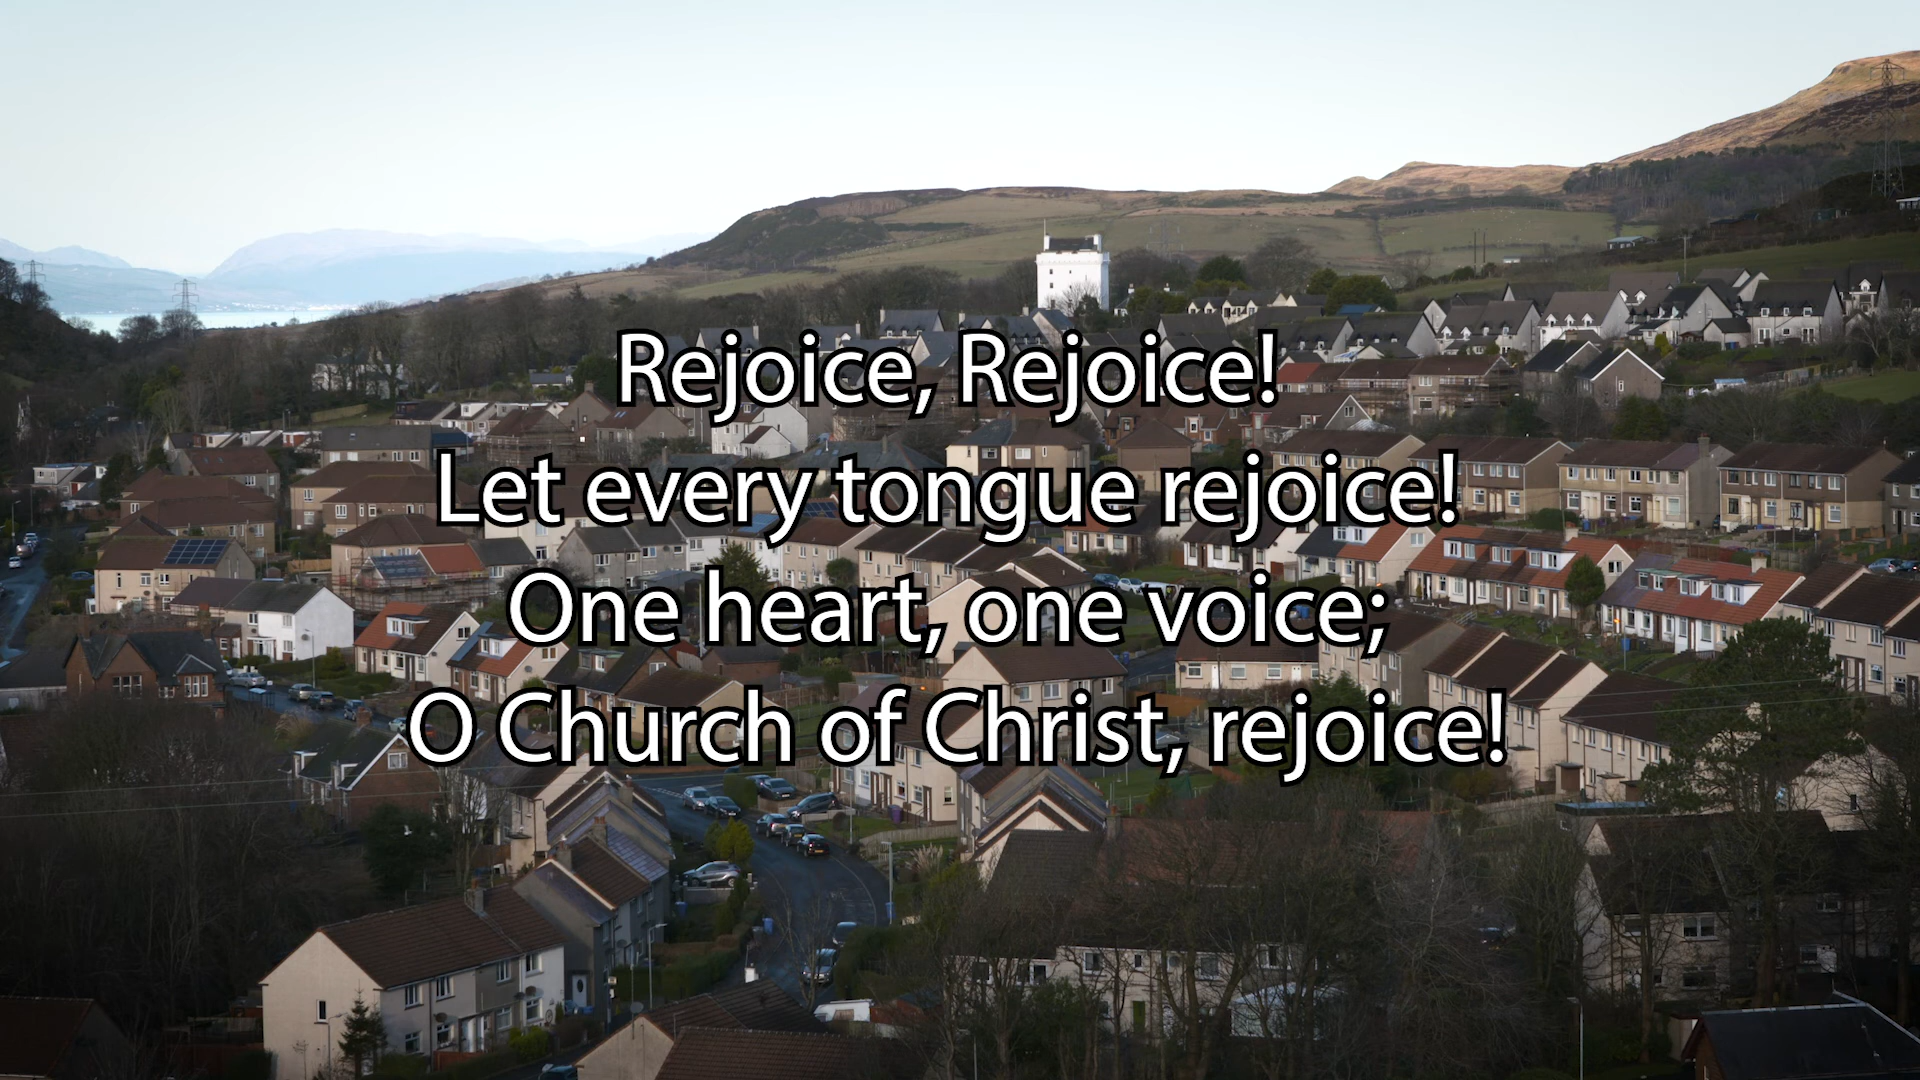 Rejoice, Rejoice!
Let every tongue rejoice!
One heart, one voice;
O Church of Christ, rejoice!